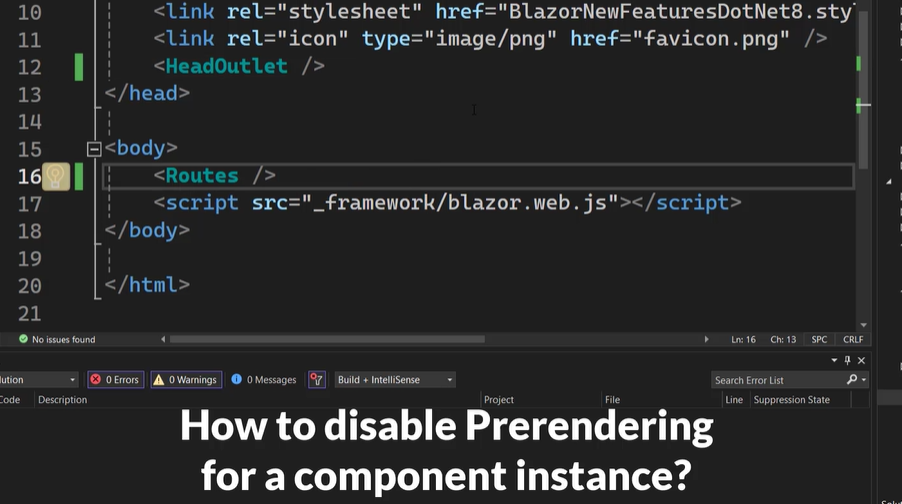 10 <link rel="stylesheet" href="BlazorNewFeaturesDotNet8.sty
11 <link rel="icon" type="image/png" href="favicon.png" />
12 <HeadOutlet />
13 </head>
14
15 <body>
16 <Routes />
17 <script src="_framework/blazor.web.js"></script>
18 </body>
19
20 </html>
21
No issues found Ln: 16 Ch: 13 SPC CRLF
lution 0 Errors 0 Warnings 0 Messages Build + IntelliSense Search Error List
Code Description Project File Line Suppression State
How to disable Prerendering
for a component instance?